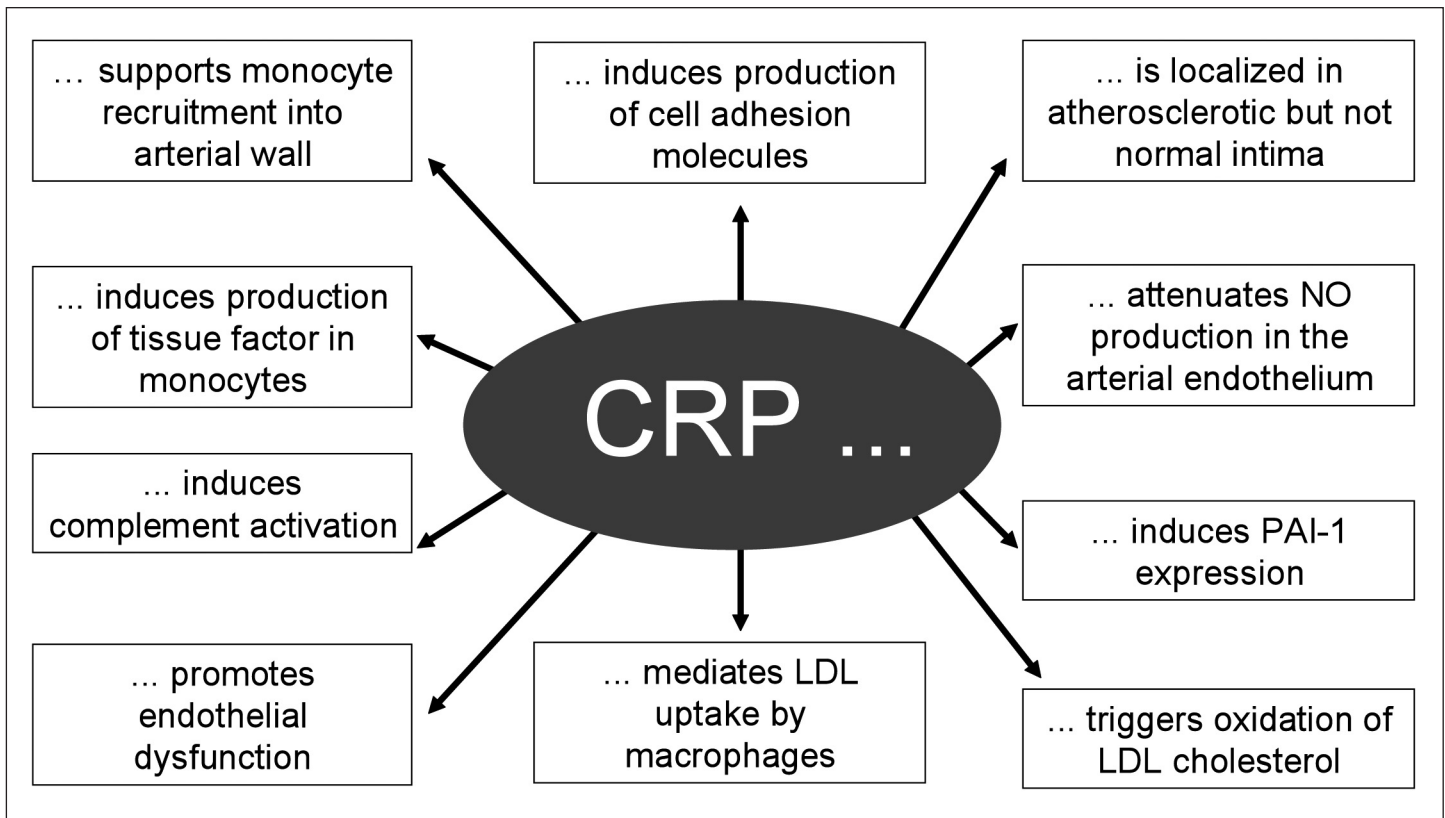 ... supports monocyte
recruitment into
arterial wall
... induces production
of cell adhesion
molecules
... is localized in
atherosclerotic but not
normal intima
... induces production
of tissue factor in
monocytes
... attenuates NO
production in the
arterial endothelium
CRP ...
... induces
complement activation
... induces PAI-1
expression
... promotes
endothelial
dysfunction
... mediates LDL
uptake by
macrophages
... triggers oxidation of
LDL cholesterol